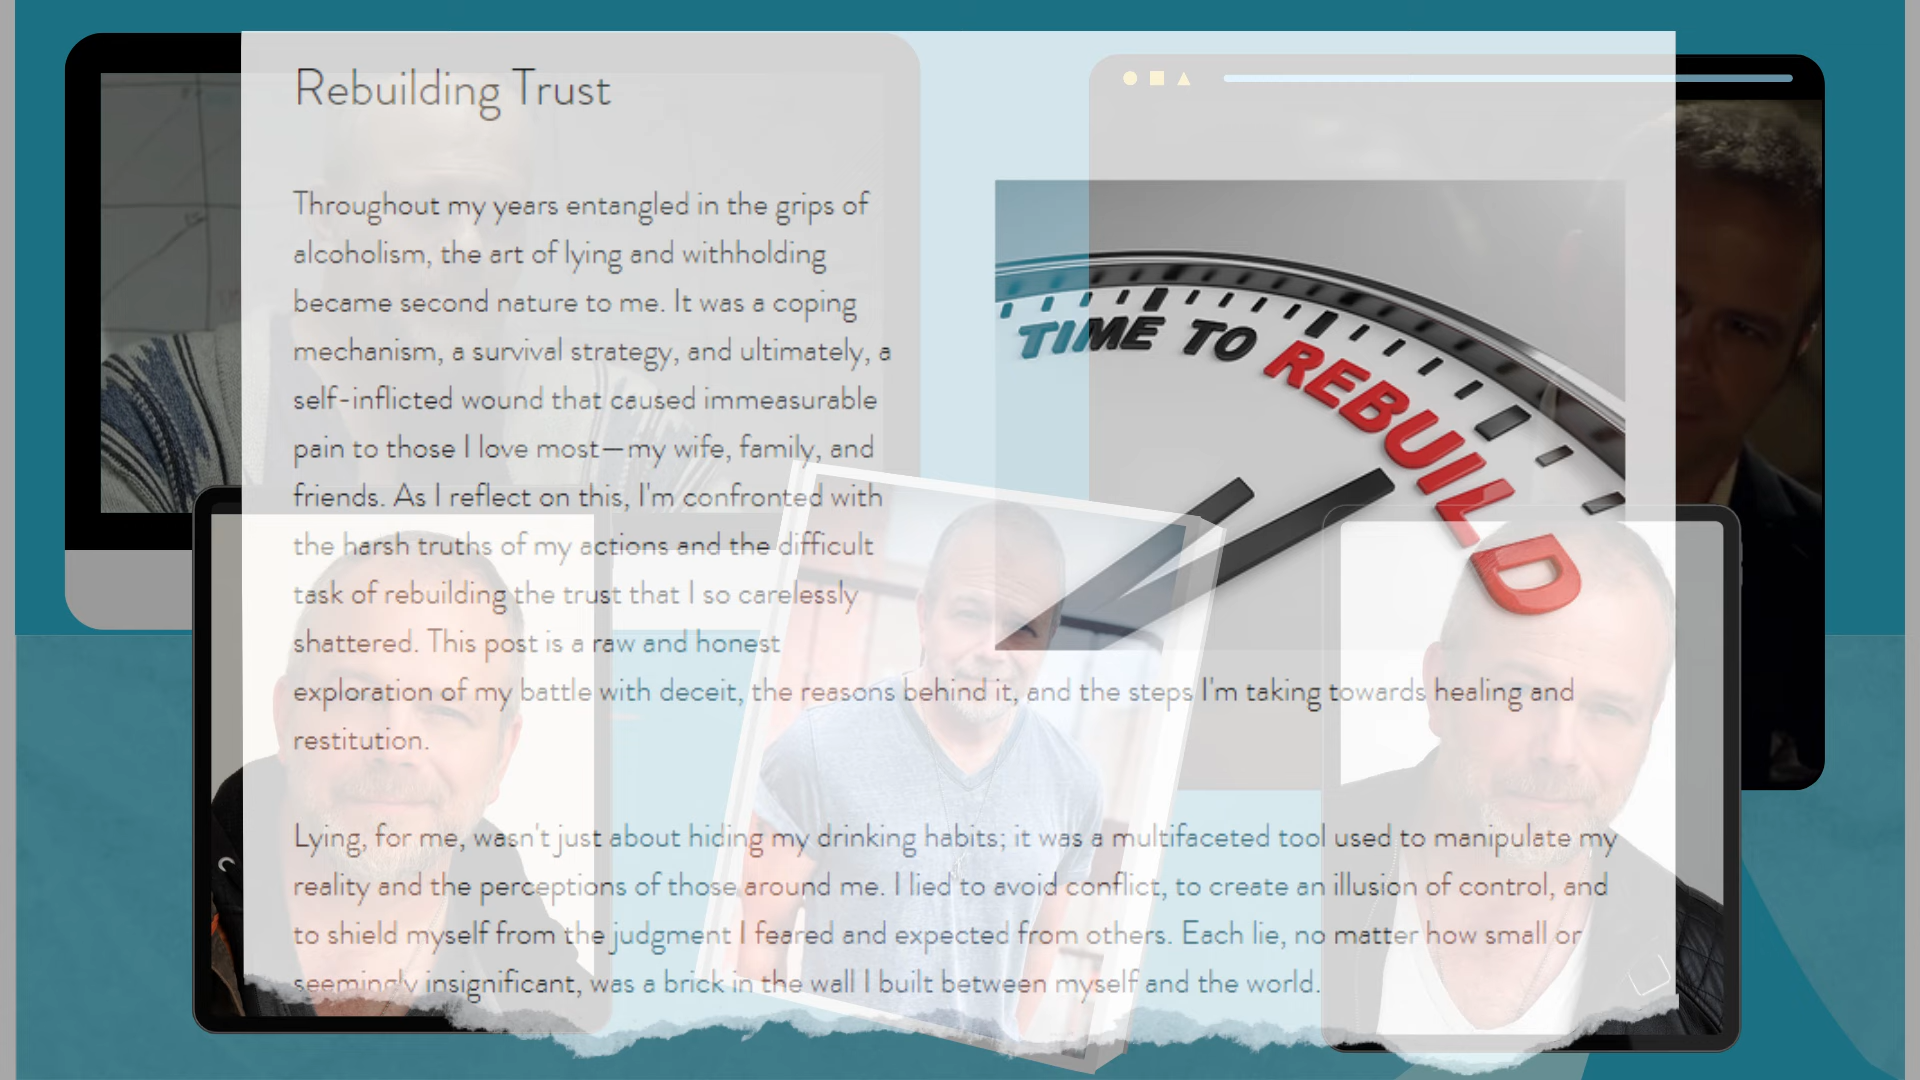 Rebuilding Trust
Throughout my years entangled in the grips of
alcoholism, the art of lying and withholding
became second nature to me. It was a coping
mechanism, a survival strategy, and ultimately, a
self-inflicted wound that caused immeasurable
pain to those I love most—my wife, family, and
friends. As I reflect on this, I'm confronted with
the harsh truths of my actions and the difficult
task of rebuilding the trust that I so carelessly
shattered. This post is a raw and honest
exploration of my battle with deceit, the reasons behind it, and the steps I'm taking towards healing and
restitution.
Lying, for me, wasn't just about hiding my drinking habits; it was a multifaceted tool used to manipulate my
reality and the perceptions of those around me. I lied to avoid conflict, to create an illusion of control, and
to shield myself from the judgment I feared and expected from others. Each lie, no matter how small or
seemingly insignificant, was a brick in the wall I built between myself and the world.
TIME TO REBUILD